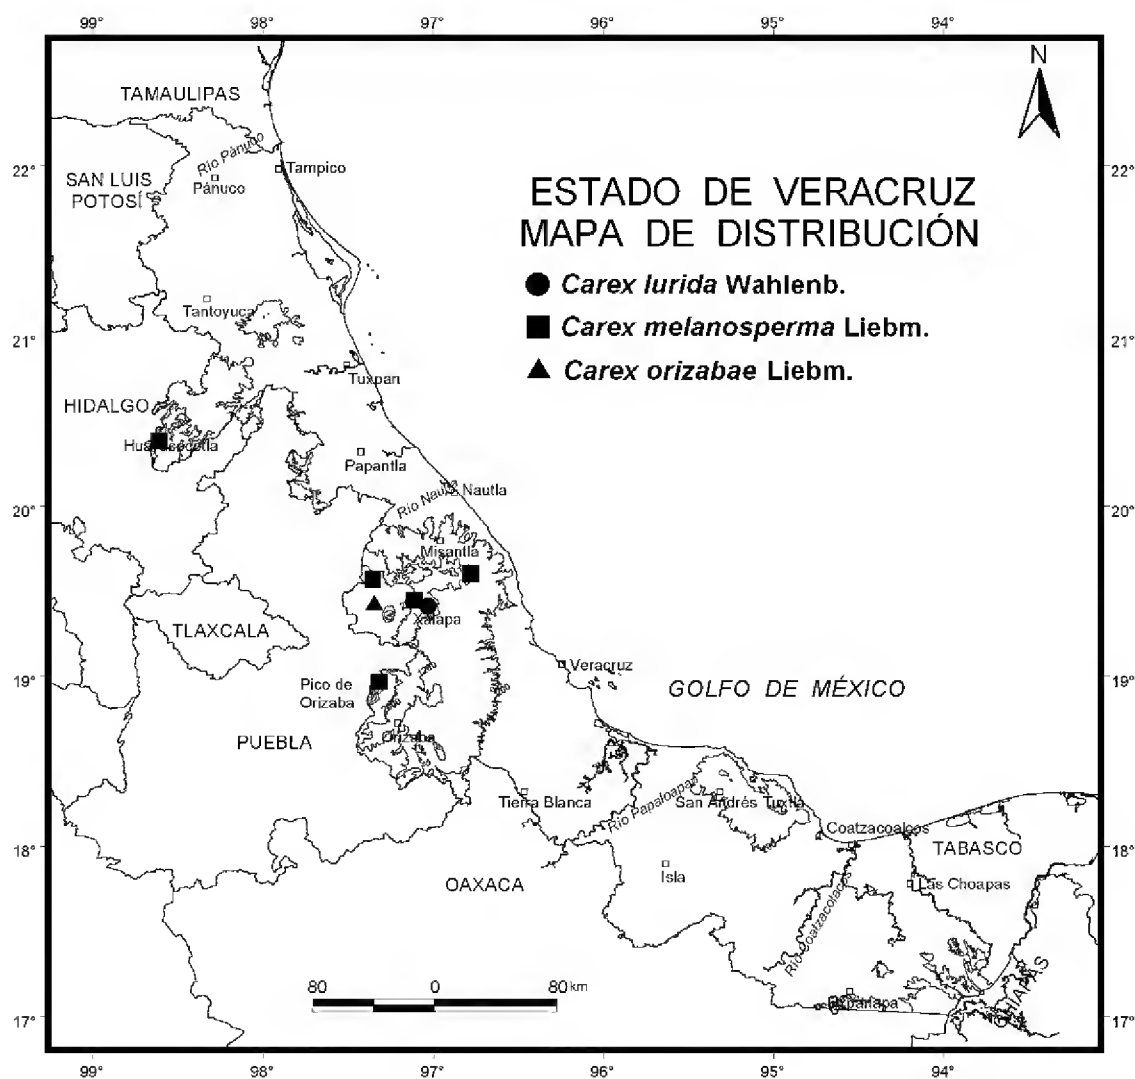 99° 98° 97° 96° 95° 94°
N
TAMAULIPAS
Río Pánuco
22° 22°
Tampico
SAN LUIS
POTOSÍ
Pánuco
ESTADO DE VERACRUZ
MAPA DE DISTRIBUCIÓN
Carex lurida Wahlenb.
Carex melanosperma Liebm.
Carex orizabae Liebm.
Tantoyuca
21° 21°
Tuxpan
HIDALGO
Papantla
Río Nautla
Nautla
20° 20°
Misantla
Xalapa
TLAXCALA
Veracruz
19° 19°
Pico de
Orizaba
GOLFO DE MÉXICO
Orizaba
PUEBLA
Tierra Blanca
Río Papaloapan
San Andrés Tuxtla
Coatzacoalcos
18° 18°
TABASCO
Isla
OAXACA
Las Choapas
Río Coatzacoalcos
CHIAPAS
80 0 80 km
17° 17°
99° 98° 97° 96° 95° 94°